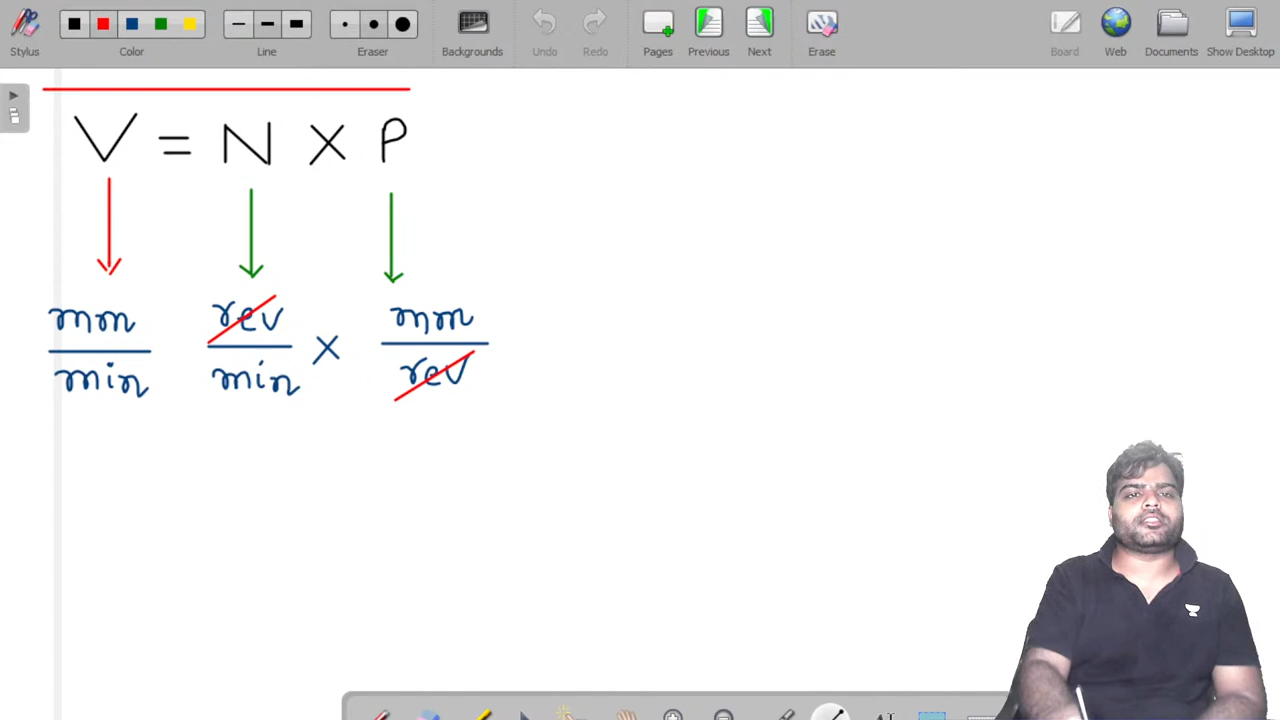 Stylus
Color
Line
Eraser
Backgrounds
Undo
Redo
Pages
Previous
Next
Erase
Board
Web
Documents
Show Desktop
V = N X P
mm rev X mm
min min rev